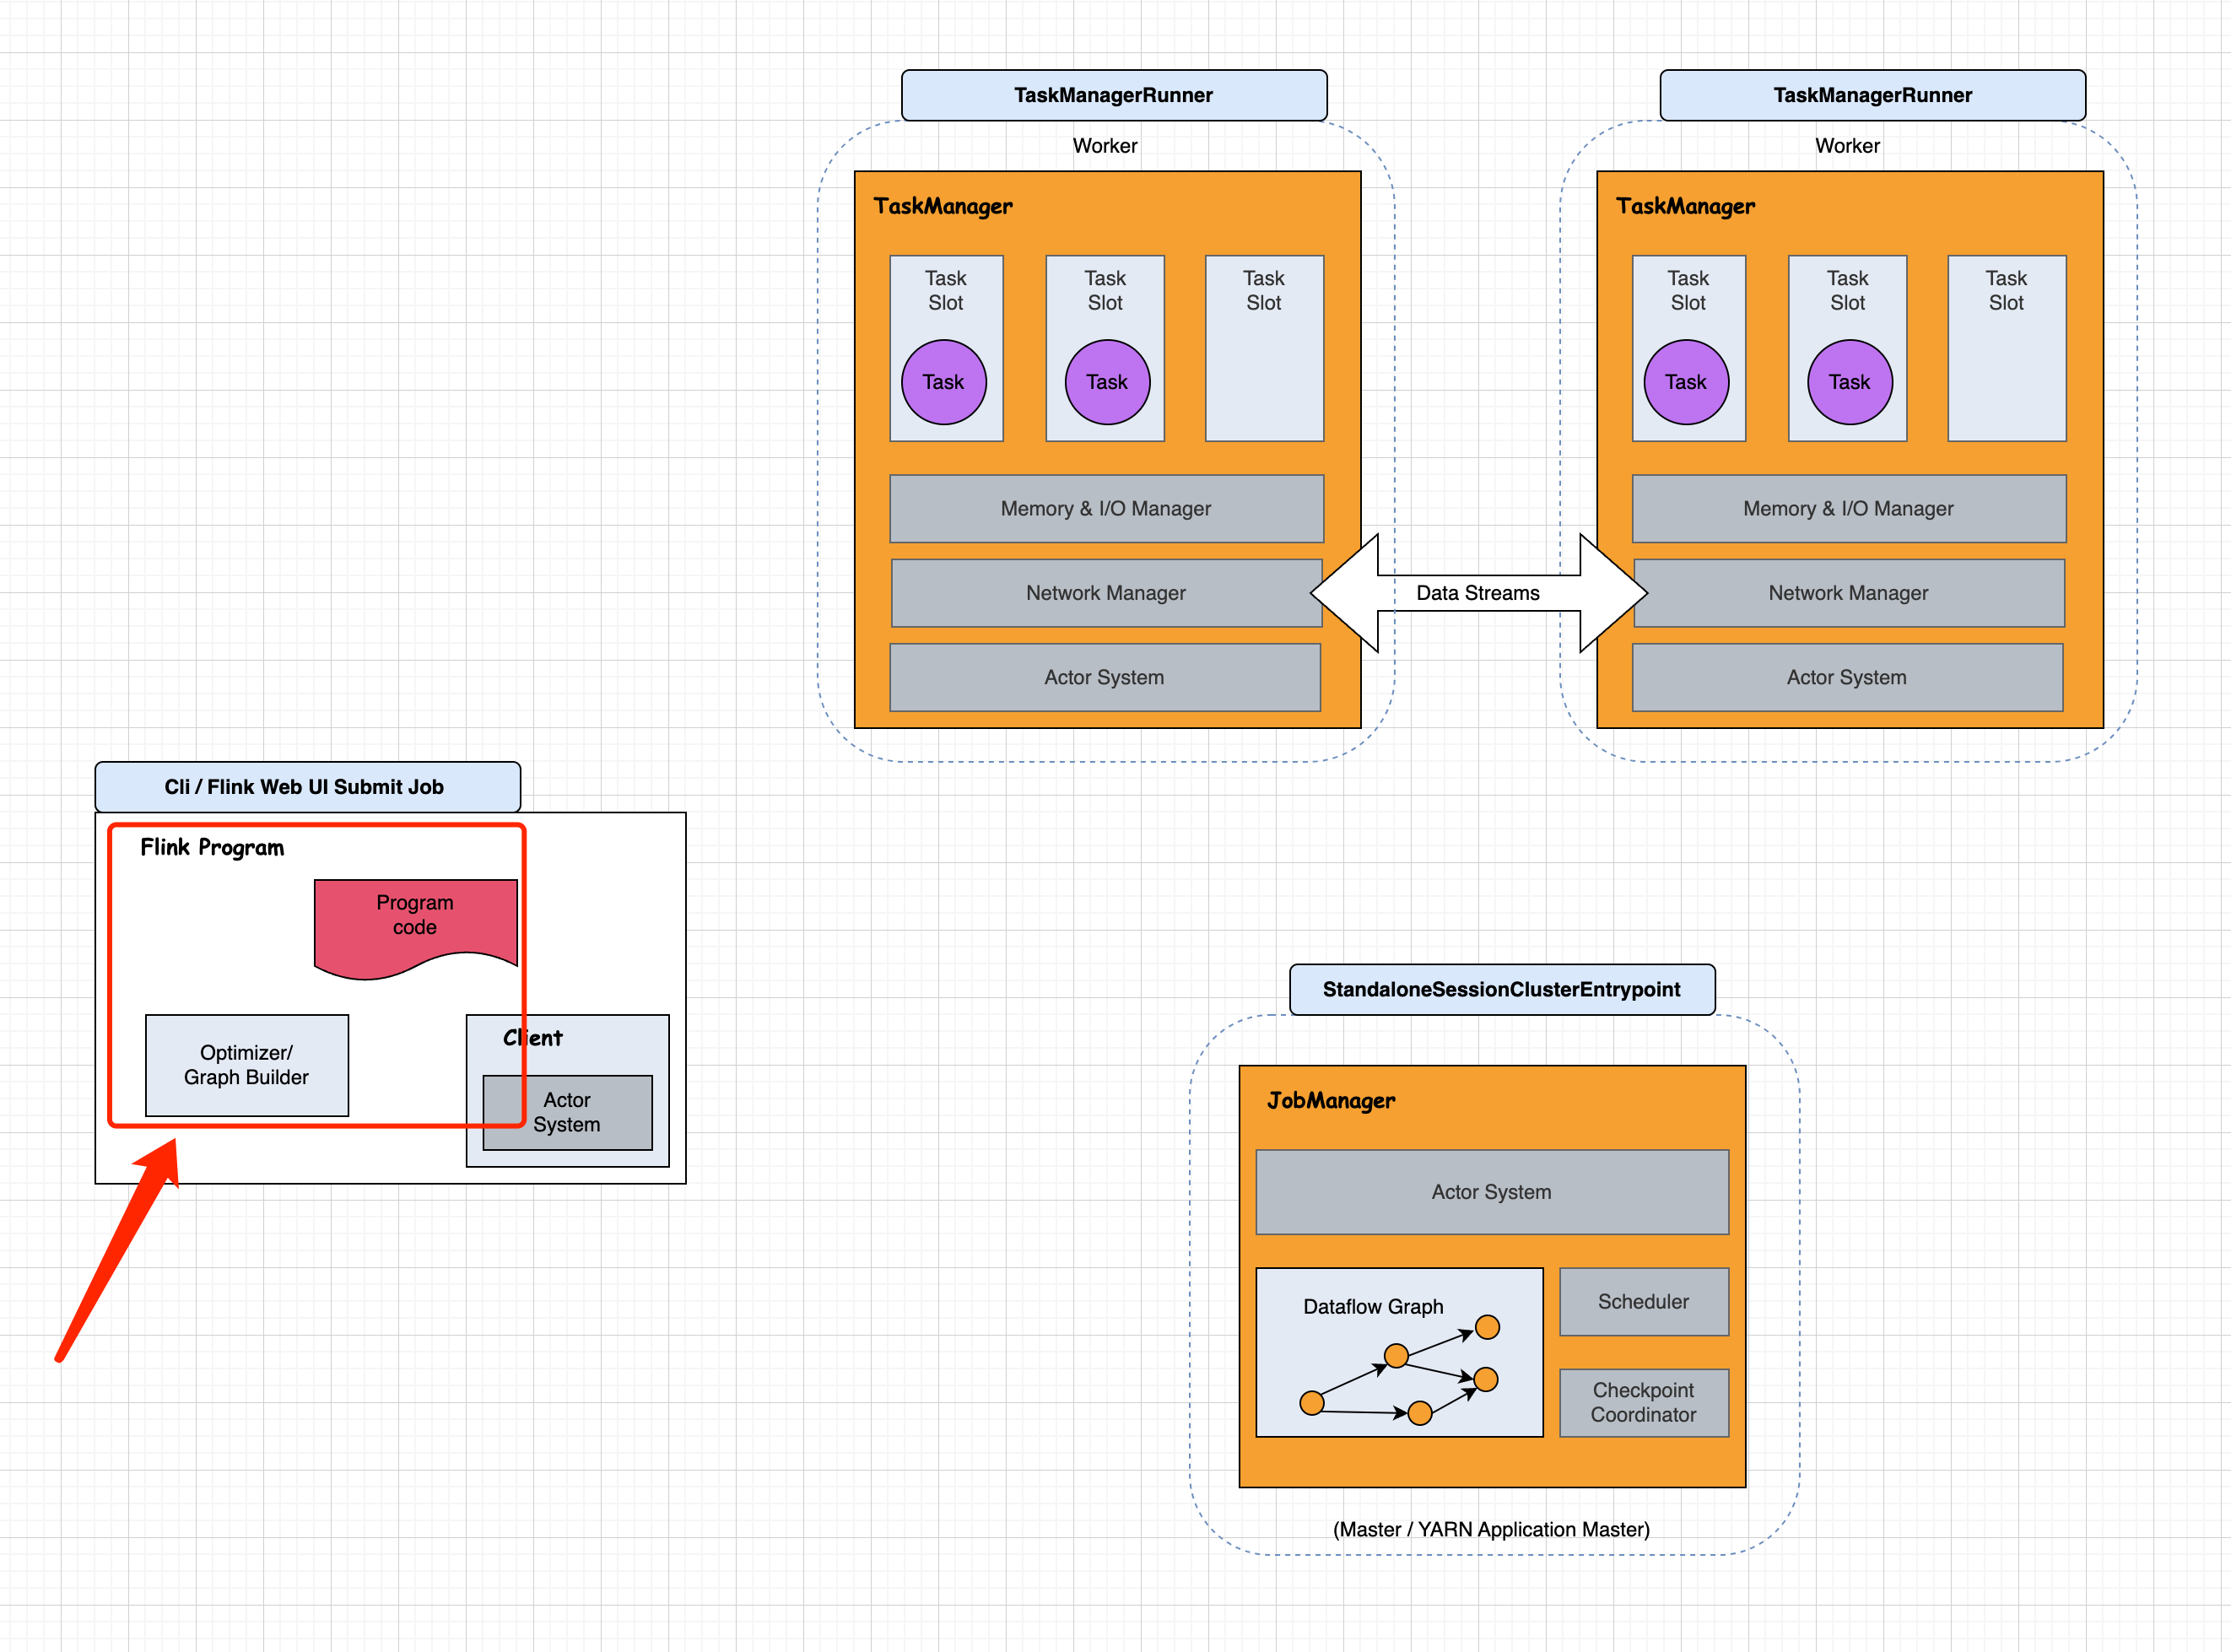 TaskManagerRunner
Worker
TaskManager
Task
Slot
Task
Slot
Task
Slot
Task
Task
Memory & I/O Manager
Network Manager
Actor System
Data Streams
TaskManagerRunner
Worker
TaskManager
Task
Slot
Task
Slot
Task
Slot
Task
Task
Memory & I/O Manager
Network Manager
Actor System
Cli / Flink Web UI Submit Job
Flink Program
Program
code
Optimizer/
Graph Builder
Client
Actor
System
StandaloneSessionClusterEntrypoint
JobManager
Actor System
Dataflow Graph
Scheduler
Checkpoint
Coordinator
(Master / YARN Application Master)